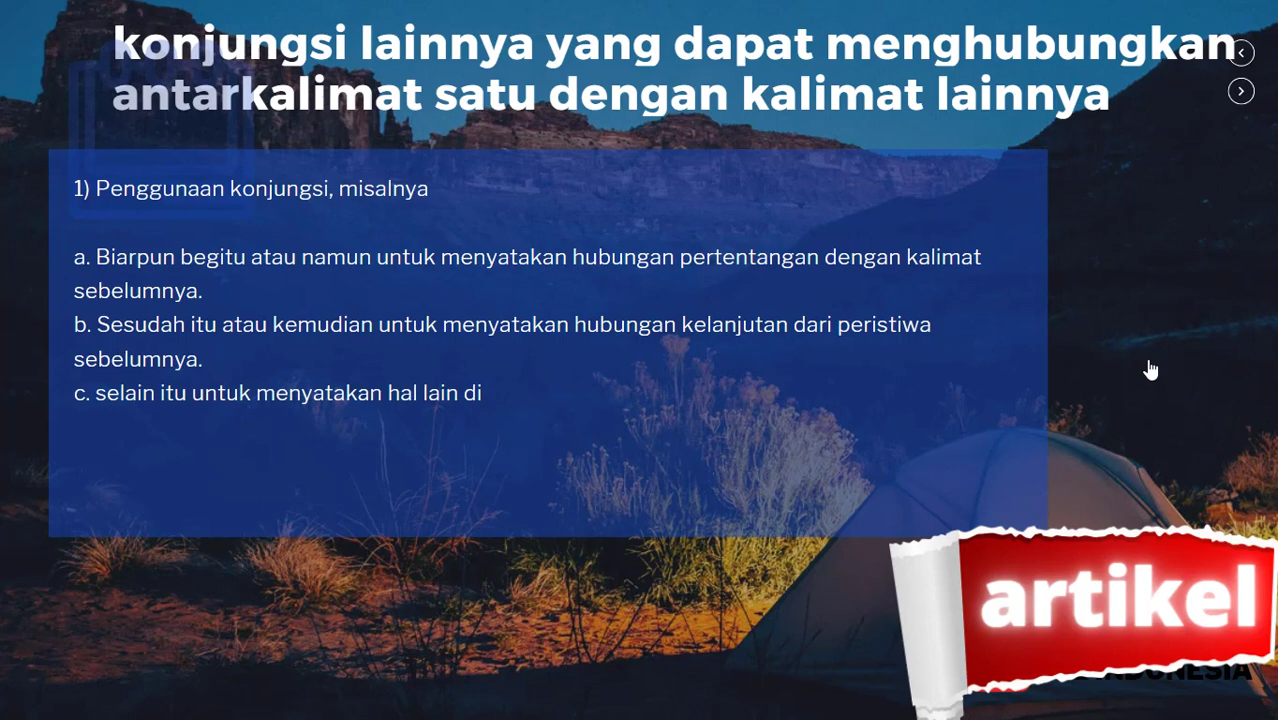 konjungsi lainnya yang dapat menghubungkan
antarkalimat satu dengan kalimat lainnya
1) Penggunaan konjungsi, misalnya
a. Biarpun begitu atau namun untuk menyatakan hubungan pertentangan dengan kalimat
sebelumnya.
b. Sesudah itu atau kemudian untuk menyatakan hubungan kelanjutan dari peristiwa
sebelumnya.
c. selain itu untuk menyatakan hal lain di
artikel